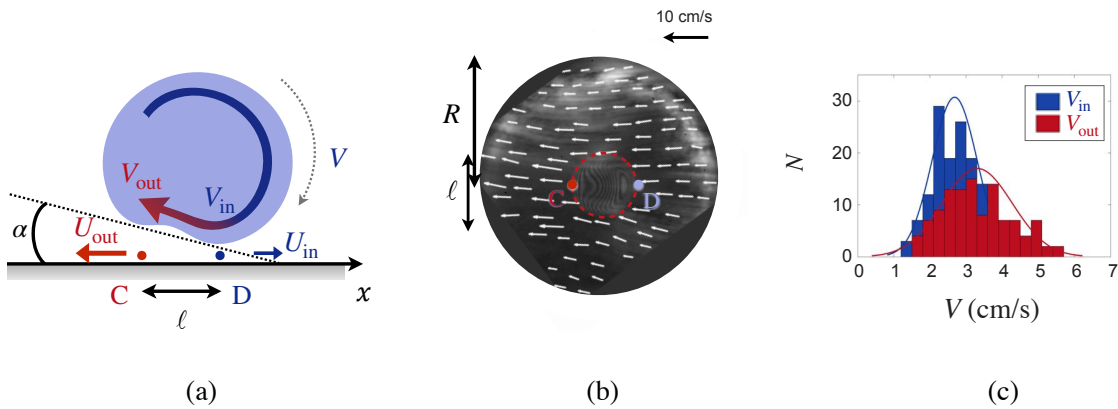 V
V_out
V_in
α
U_out
U_in
C
D
x
ℓ
(a)
10 cm/s
R
ℓ
C
D
(b)
N
30
20
10
0
V_in
V_out
0 1 2 3 4 5 6 7
V (cm/s)
(c)